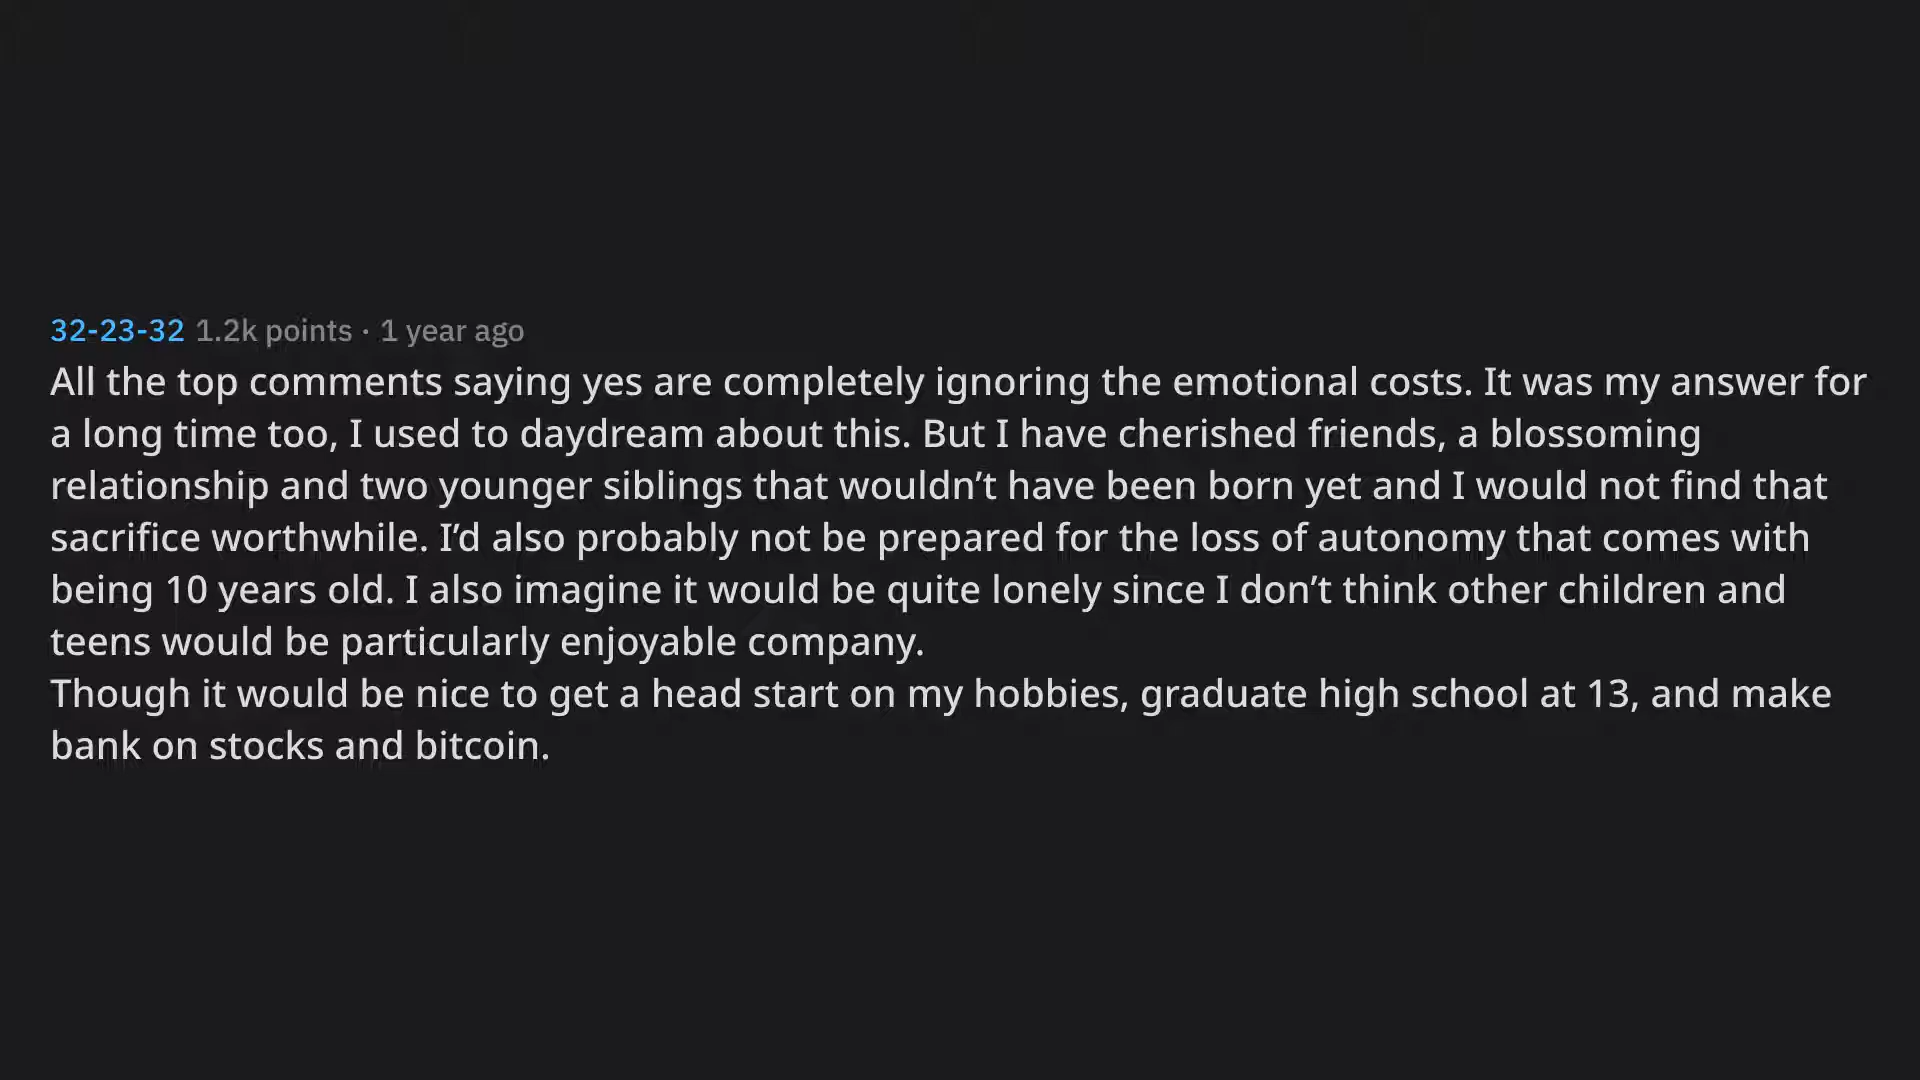 32-23-32 1.2k points · 1 year ago
All the top comments saying yes are completely ignoring the emotional costs. It was my answer for
a long time too, I used to daydream about this. But I have cherished friends, a blossoming
relationship and two younger siblings that wouldn’t have been born yet and I would not find that
sacrifice worthwhile. I’d also probably not be prepared for the loss of autonomy that comes with
being 10 years old. I also imagine it would be quite lonely since I don’t think other children and
teens would be particularly enjoyable company.
Though it would be nice to get a head start on my hobbies, graduate high school at 13, and make
bank on stocks and bitcoin.